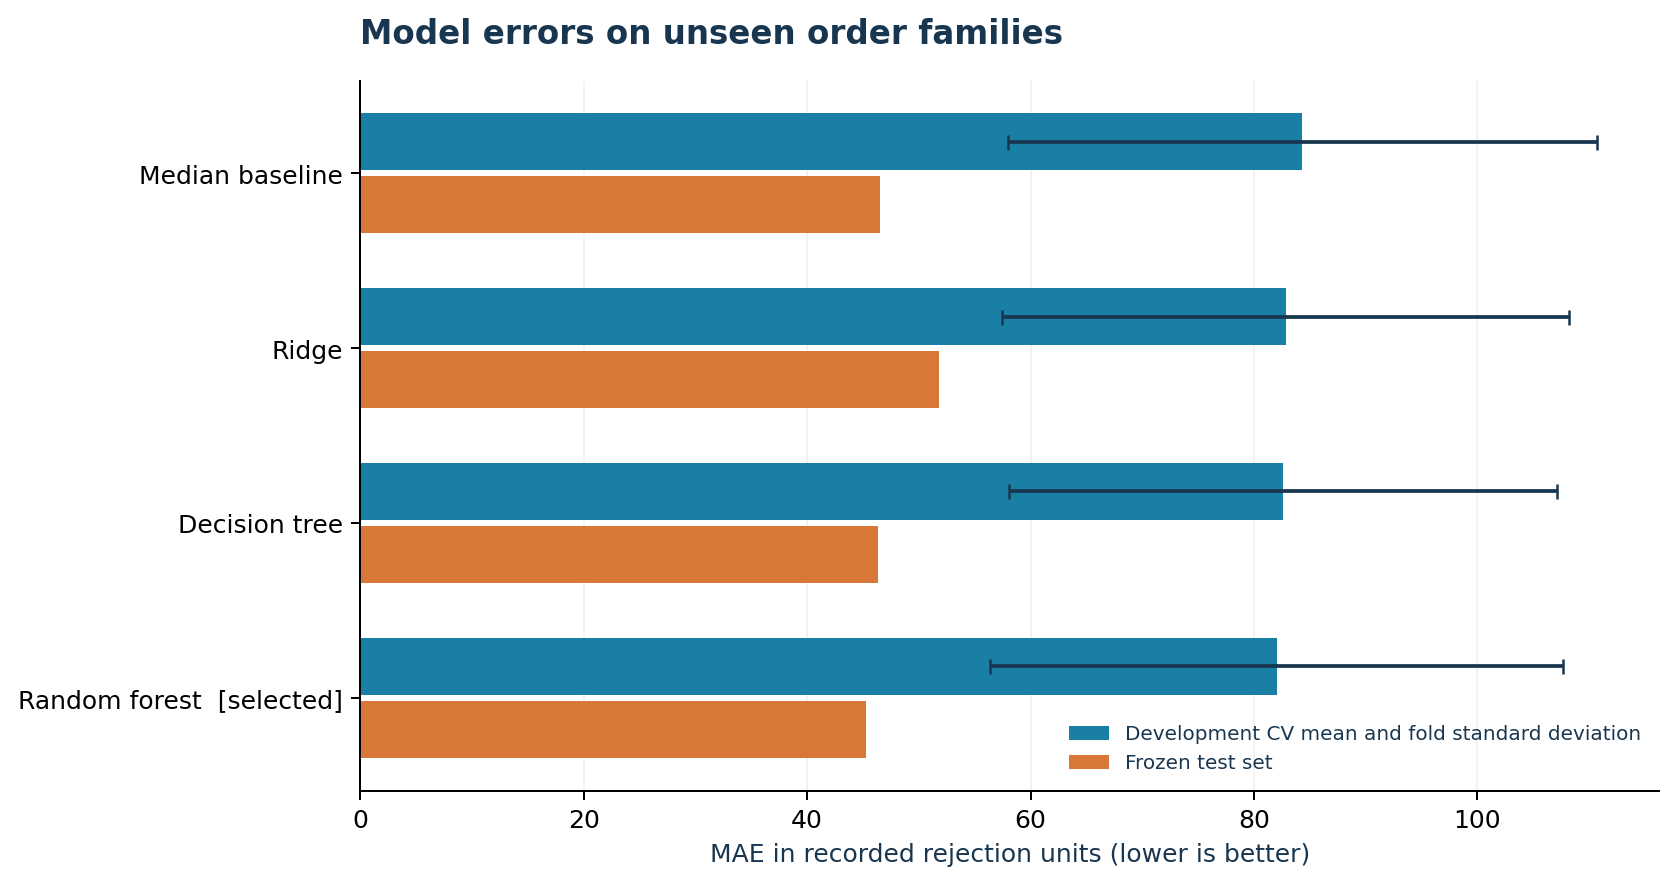 Model errors on unseen order families
Median baseline
Ridge
Decision tree
Random forest  [selected]
Development CV mean and fold standard deviation
Frozen test set
0 20 40 60 80 100
MAE in recorded rejection units (lower is better)